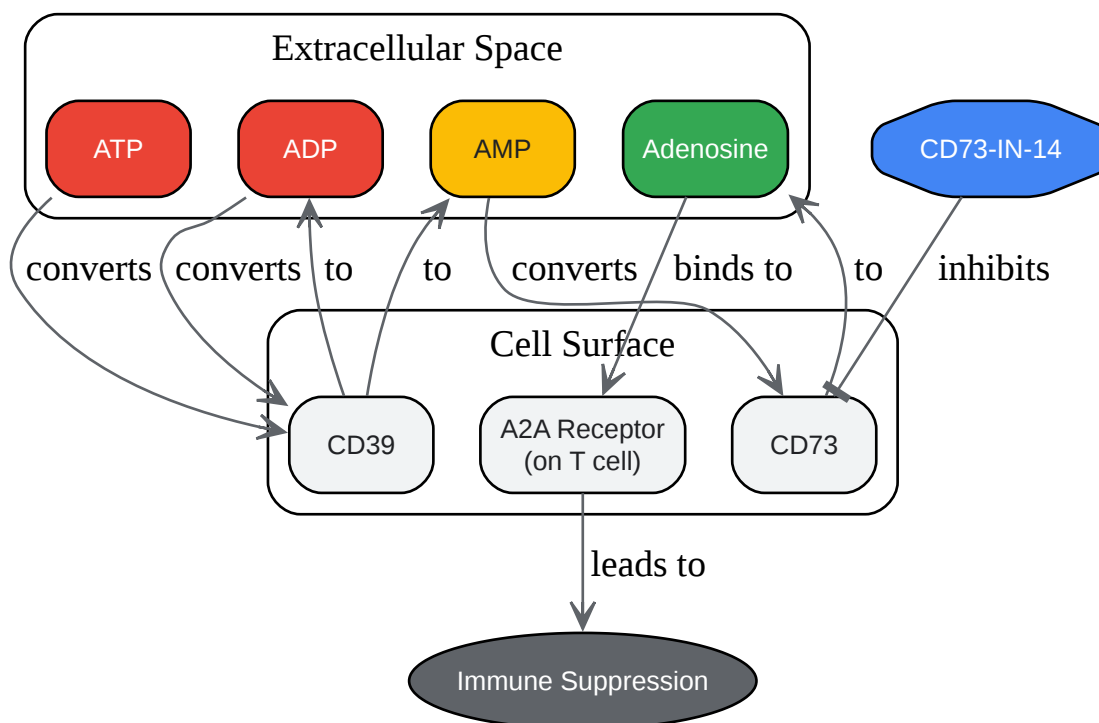 Extracellular Space
ATP
ADP
AMP
Adenosine
CD73-IN-14
converts
converts
to
to
converts
binds to
to
inhibits
Cell Surface
CD39
A2A Receptor
(on T cell)
CD73
leads to
Immune Suppression